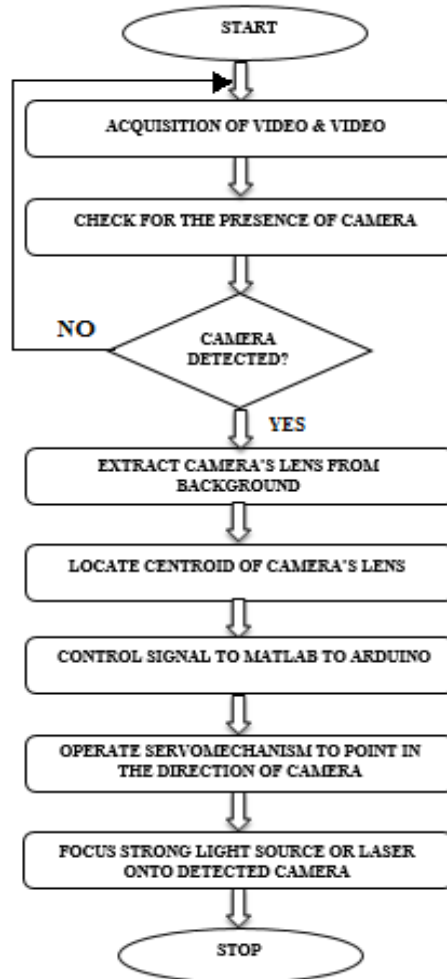 START
ACQUISITION OF VIDEO & VIDEO
CHECK FOR THE PRESENCE OF CAMERA
NO
CAMERA
DETECTED?
YES
EXTRACT CAMERA"S LENS FROM
BACKGROUND
LOCATE CENTROID OF CAMERA"S LENS
CONTROL SIGNAL TO MATLAB TO ARDUINO
OPERATE SERVOMECHANISM TO POINT IN
THE DIRECTION OF CAMERA
FOCUS STRONG LIGHT SOURCE OR LASER
ONTO DETECTED CAMERA
STOP